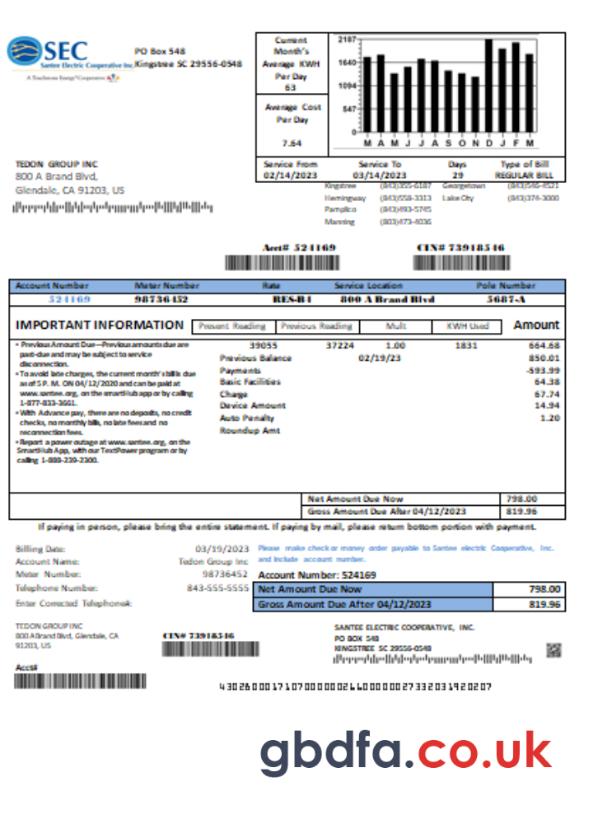 SEC
Santee Electric Cooperative Inc.
A Touchstone Energy Cooperative
PO Box 548
Kingstree SC 29556-0548
Current
Month's
Average KWH
Per Day
63
Average Cost
Per Day
7.64
2187
1640
1094
547
0
M A M J J A S O N D J F M
TEDON GROUP INC
800 A Brand Blvd,
Glendale, CA 91203, US
Service From Service To Days Type of Bill
02/14/2023 03/14/2023 29 REGULAR BILL
Kingstree (843)355-6187 Georgetown (843)546-4521
Hemingway (843)558-3313 Lake City (843)374-3000
Pamplico (843)493-5745
Manning (803)473-4036
Acct# 524169 CIN# 73918546
Account Number Meter Number Rate Service Location Pole Number
524169 98736452 RES-R4 800 A Brand Blvd 5687-A
IMPORTANT INFORMATION Present Reading Previous Reading Mult KWH Used Amount
39055 37224 1.00 1831 664.68
Previous Balance 02/19/23 850.01
Payments -593.99
Basic Facilities 64.38
Charge 67.74
Device Amount 14.94
Auto Penalty 1.20
Roundup Amt
• Previous Amount Due—Previous amounts due are
past-due and may be subject to service
disconnection.
• To avoid late charges, the current month's bill is due
as of 5 P. M. ON 04/12/2020 and can be paid at
www.santee.org, on the smartHub app or by calling
1-877-833-3661.
• With Advance pay, there are no deposits, no credit
checks, no monthly bills, no late fees and no
reconnection fees.
• Report a power outage at www.santee.org, on the
SmartHub App, with our TextPower program or by
calling 1-888-239-2300.
Net Amount Due Now 798.00
Gross Amount Due After 04/12/2023 819.96
If paying in person, please bring the entire statement. If paying by mail, please return bottom portion with payment.
Billing Date: 03/19/2023
Account Name: Tedon Group Inc
Meter Number: 98736452
Telephone Number: 843-555-5555
Enter Corrected Telephone#:
Please make check or money order payable to Santee electric Cooperative, Inc.
and include account number.
Account Number: 524169
Net Amount Due Now 798.00
Gross Amount Due After 04/12/2023 819.96
TEDON GROUP INC
800 A Brand Blvd, Glendale, CA
91203, US
CIN# 73918546
SANTEE ELECTRIC COOPERATIVE, INC.
PO BOX 548
KINGSTREE SC 29556-0548
Acct#
gbdfa.co.uk